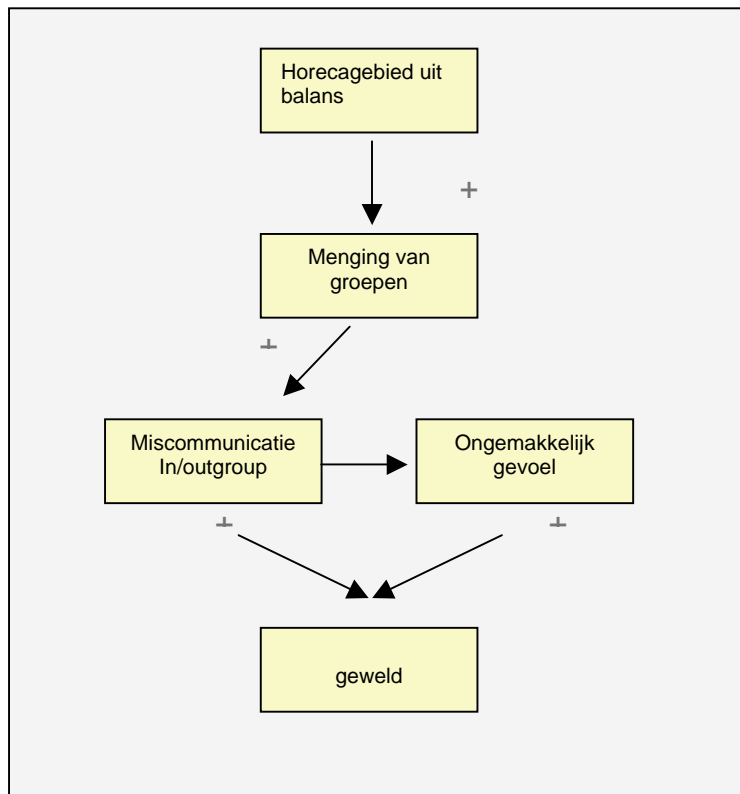 Horecagebied uit
balans
+
Menging van
groepen
+
Miscommunicatie
In/outgroup
Ongemakkelijk
gevoel
+
+
geweld